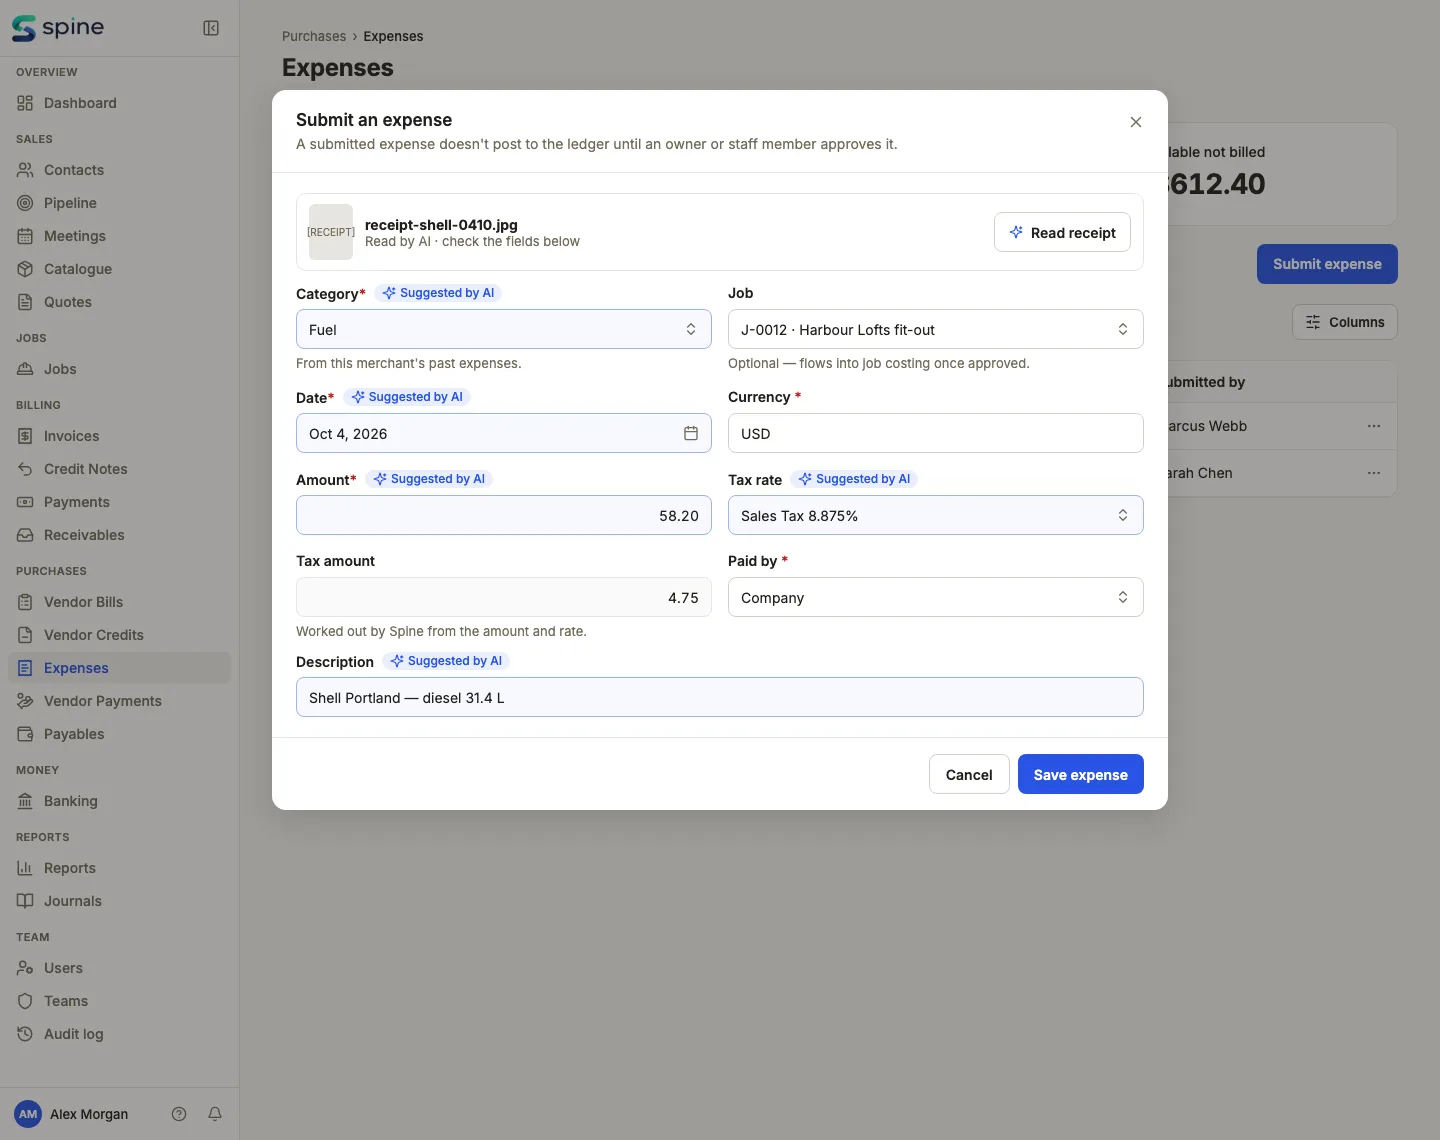 spine
OVERVIEW
Dashboard
SALES
Contacts
Pipeline
Meetings
Catalogue
Quotes
JOBS
Jobs
BILLING
Invoices
Credit Notes
Payments
Receivables
PURCHASES
Vendor Bills
Vendor Credits
Expenses
Vendor Payments
Payables
MONEY
Banking
REPORTS
Reports
Journals
TEAM
Users
Teams
Audit log
AM Alex Morgan
Purchases › Expenses
Expenses
Submit an expense
A submitted expense doesn't post to the ledger until an owner or staff member approves it.
[RECEIPT]
receipt-shell-0410.jpg
Read by AI · check the fields below
Read receipt
Category* Suggested by AI
Fuel
From this merchant's past expenses.
Job
J-0012 · Harbour Lofts fit-out
Optional — flows into job costing once approved.
Date* Suggested by AI
Oct 4, 2026
Currency *
USD
Amount* Suggested by AI
58.20
Tax rate Suggested by AI
Sales Tax 8.875%
Tax amount
4.75
Worked out by Spine from the amount and rate.
Paid by *
Company
Description Suggested by AI
Shell Portland — diesel 31.4 L
Cancel
Save expense
not billed
612.40
Submit expense
Columns
by
Webb
Chen